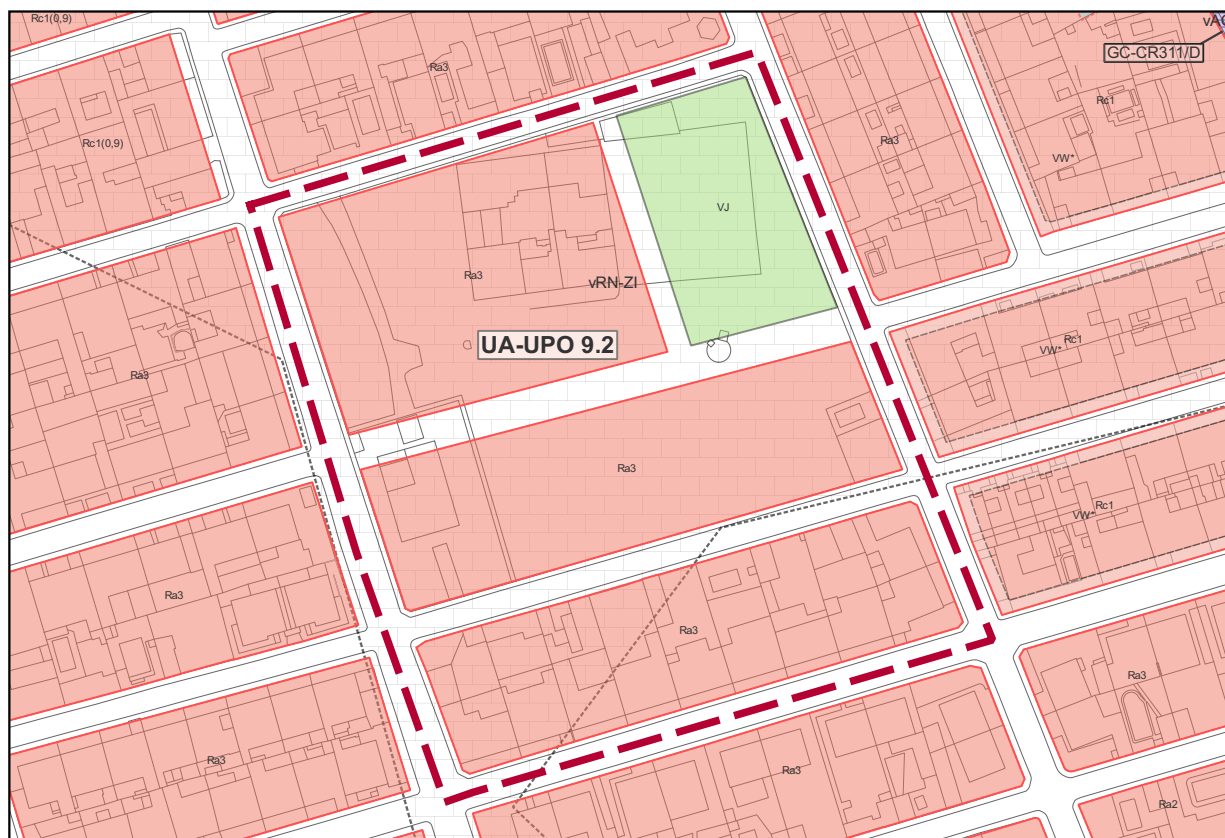 Rc1(0,9)
vA
GC-CR311/D
Ra3
Rc1
Rc1(0,9)
Ra3
VW*
VJ
Ra3
vRN-ZI
UA-UPO 9.2
Rc1
VW*
Ra3
Ra3
Rc1
VW*
Ra3
Ra3
Ra3
Ra3
Ra3
Ra2